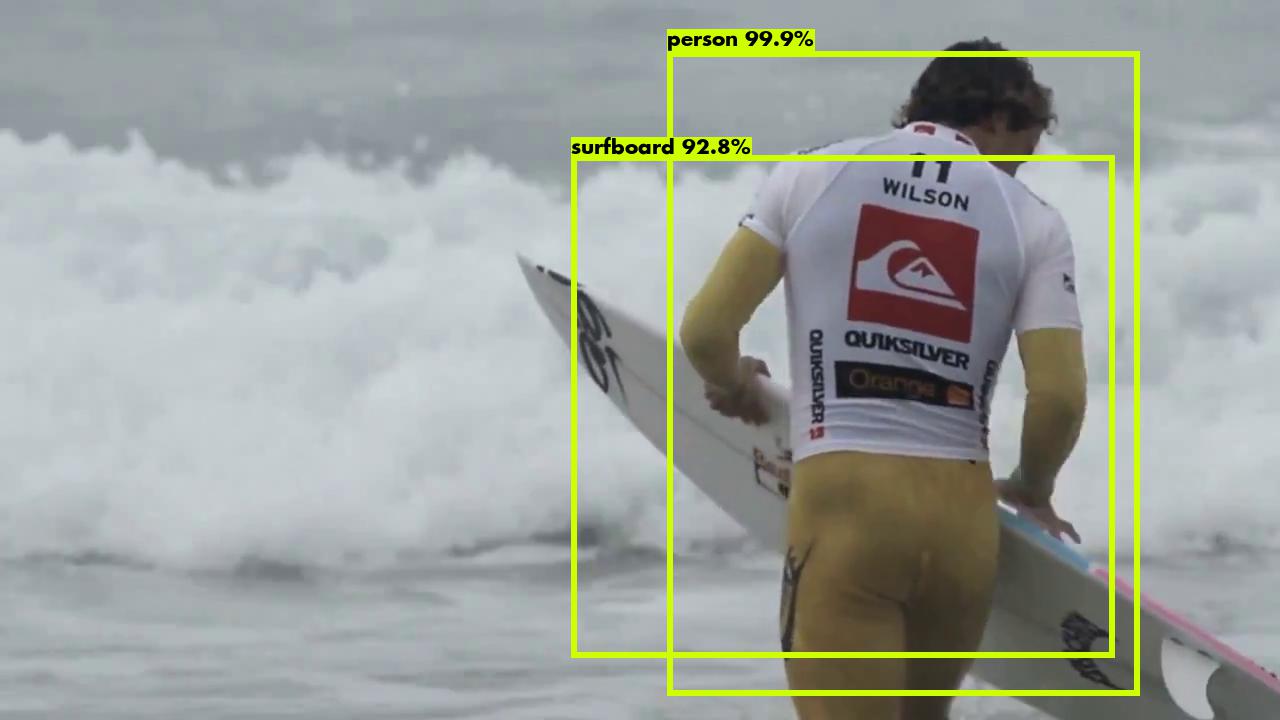 person 99.9%
surfboard 92.8%
11
WILSON
QUIKSILVER
Orange
QUIKSILVER